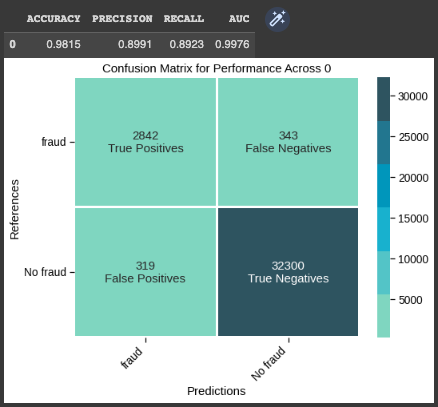 ACCURACY PRECISION RECALL AUC
0 0.9815 0.8991 0.8923 0.9976
Confusion Matrix for Performance Across 0
References
fraud
2842
True Positives
343
False Negatives
No fraud
319
False Positives
32300
True Negatives
fraud
No fraud
Predictions
30000
25000
20000
15000
10000
5000